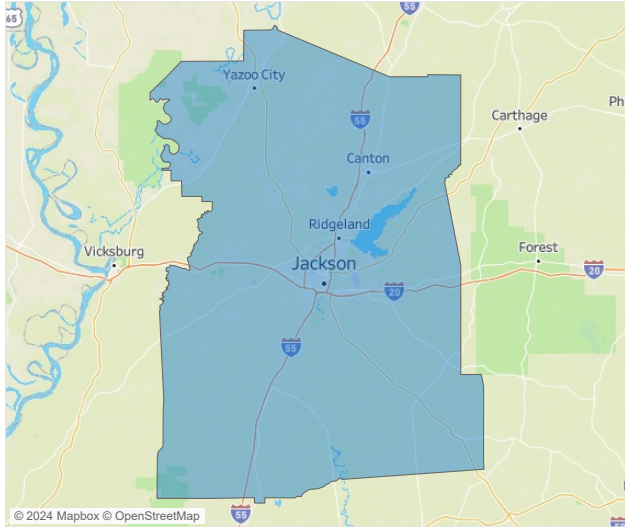 65
55
Yazoo City
55
Carthage
Ph
Canton
Ridgeland
Vicksburg
Forest
Jackson
20
20
55
© 2024 Mapbox © OpenStreetMap
55